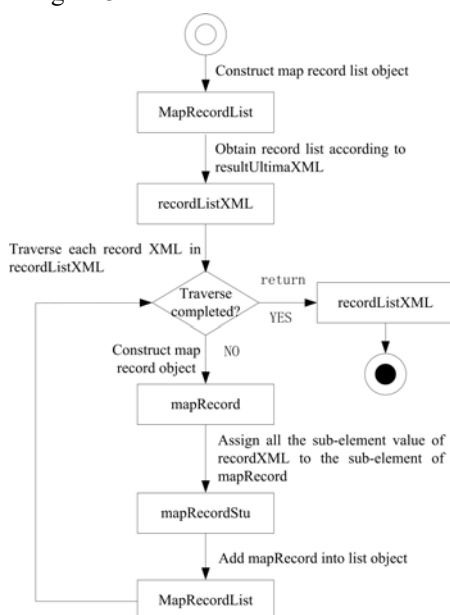 Construct map record list object
MapRecordList
Obtain record list according to
resultUltimaXML
recordListXML
Traverse each record XML in
recordListXML
Traverse
completed?
return
YES
recordListXML
Construct map
record object
NO
mapRecord
Assign all the sub-element value of
recordXML to the sub-element of
mapRecord
mapRecordStu
Add mapRecord into list object
MapRecordList